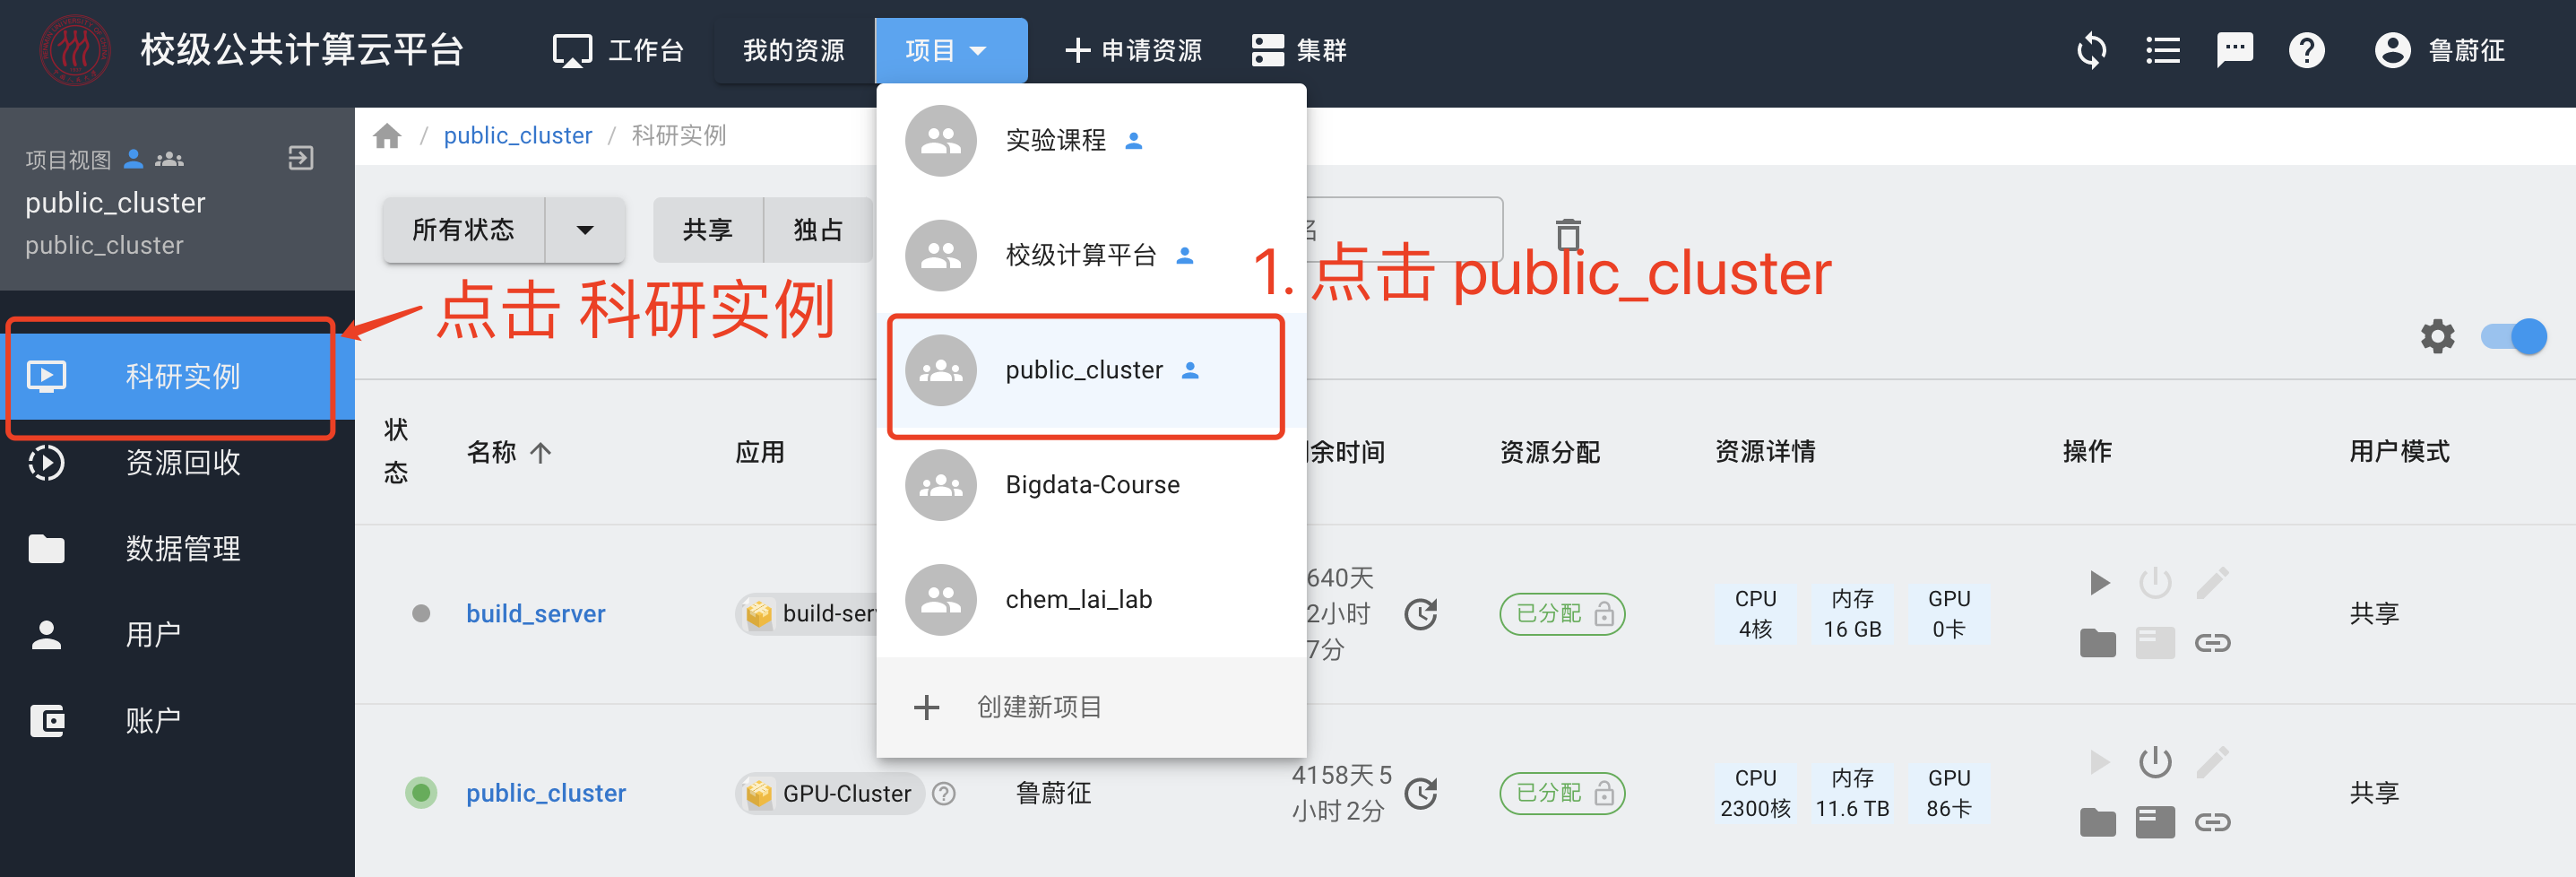 校级公共计算云平台
工作台
我的资源
项目
申请资源
集群
鲁蔚征
项目视图
public_cluster
public_cluster
科研实例
资源回收
数据管理
用户
账户
/ public_cluster / 科研实例
所有状态
共享
独占
点击 科研实例
1. 点击 public_cluster
实验课程
校级计算平台
public_cluster
Bigdata-Course
chem_lai_lab
创建新项目
状态
名称
应用
余时间
资源分配
资源详情
操作
用户模式
build_server
build-ser
640天
2小时
7分
已分配
CPU
4核
内存
16 GB
GPU
0卡
共享
public_cluster
GPU-Cluster
鲁蔚征
4158天 5
小时 2分
已分配
CPU
2300核
内存
11.6 TB
GPU
86卡
共享